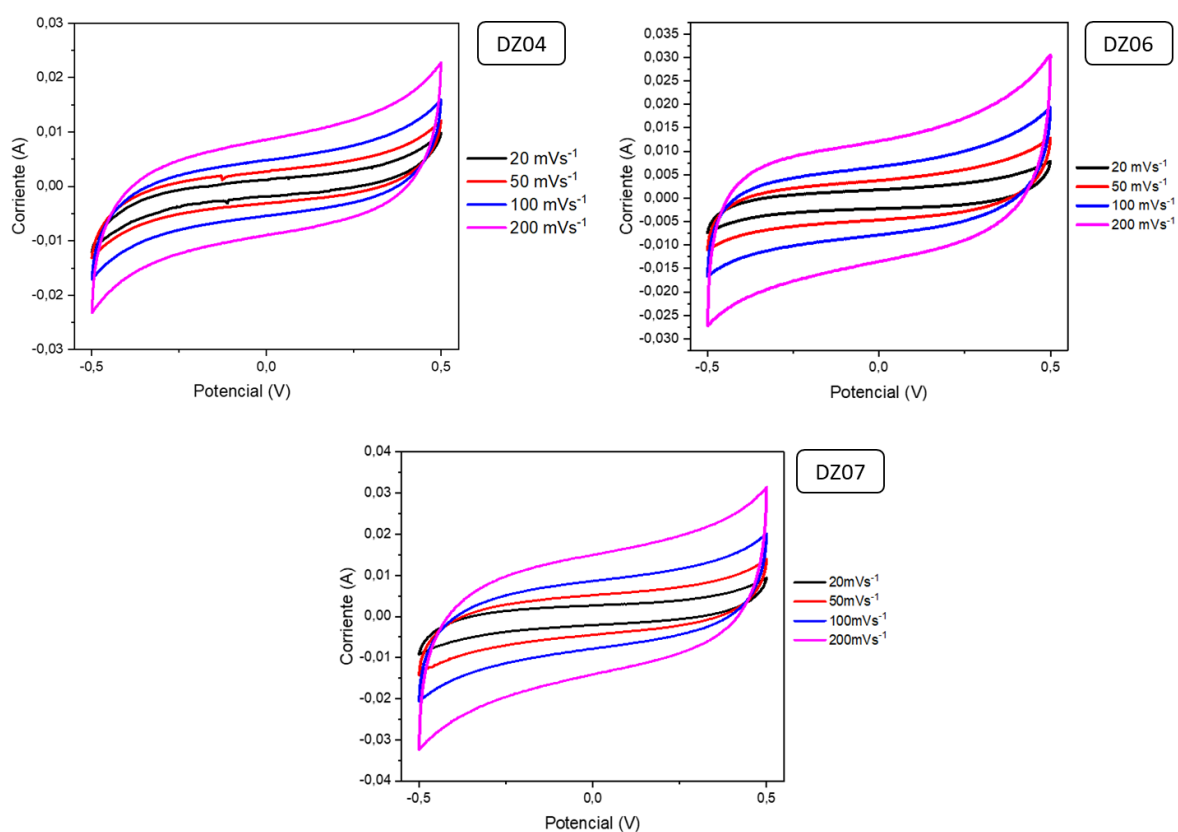 DZ04
0,03
0,02
0,01
0,00
-0,01
-0,02
-0,03
Corriente (A)
-0,5
0,0
0,5
Potencial (V)
20 mVs⁻¹
50 mVs⁻¹
100 mVs⁻¹
200 mVs⁻¹
DZ06
0,035
0,030
0,025
0,020
0,015
0,010
0,005
0,000
-0,005
-0,010
-0,015
-0,020
-0,025
-0,030
Corriente (A)
-0,5
0,0
0,5
Potencial (V)
20 mVs⁻¹
50 mVs⁻¹
100 mVs⁻¹
200 mVs⁻¹
DZ07
0,04
0,03
0,02
0,01
0,00
-0,01
-0,02
-0,03
-0,04
Corriente (A)
-0,5
0,0
0,5
Potencial (V)
20mVs⁻¹
50mVs⁻¹
100mVs⁻¹
200mVs⁻¹